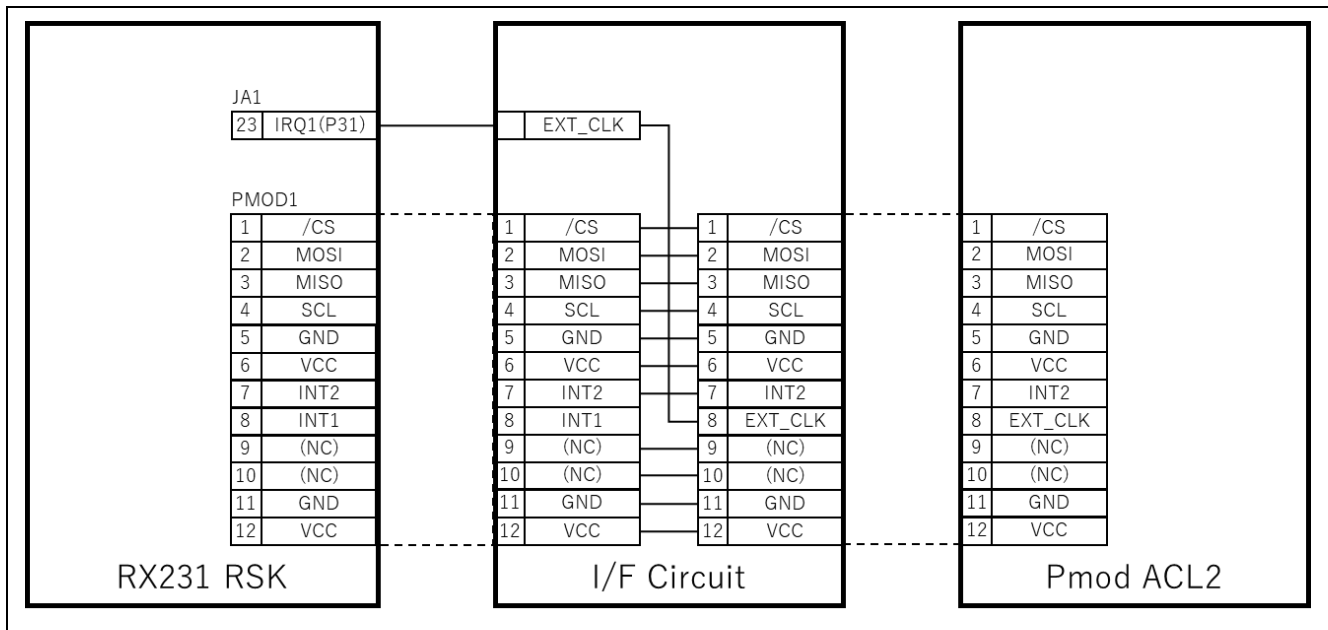 JA1
23 IRQ1(P31) EXT_CLK
PMOD1
1 /CS 1 /CS 1 /CS 1 /CS
2 MOSI 2 MOSI 2 MOSI 2 MOSI
3 MISO 3 MISO 3 MISO 3 MISO
4 SCL 4 SCL 4 SCL 4 SCL
5 GND 5 GND 5 GND 5 GND
6 VCC 6 VCC 6 VCC 6 VCC
7 INT2 7 INT2 7 INT2 7 INT2
8 INT1 8 INT1 8 EXT_CLK 8 EXT_CLK
9 (NC) 9 (NC) 9 (NC) 9 (NC)
10 (NC) 10 (NC) 10 (NC) 10 (NC)
11 GND 11 GND 11 GND 11 GND
12 VCC 12 VCC 12 VCC 12 VCC
RX231 RSK I/F Circuit Pmod ACL2